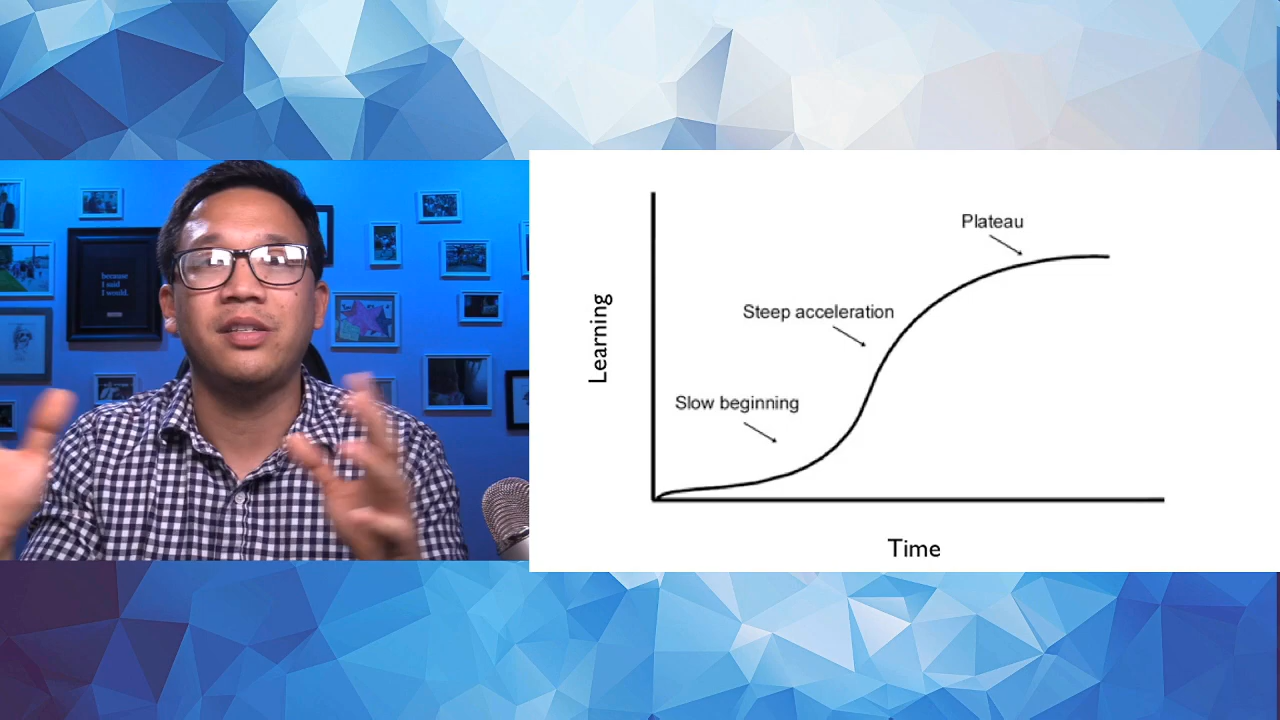 because
I said
I would.
Plateau
Steep acceleration
Learning
Slow beginning
Time